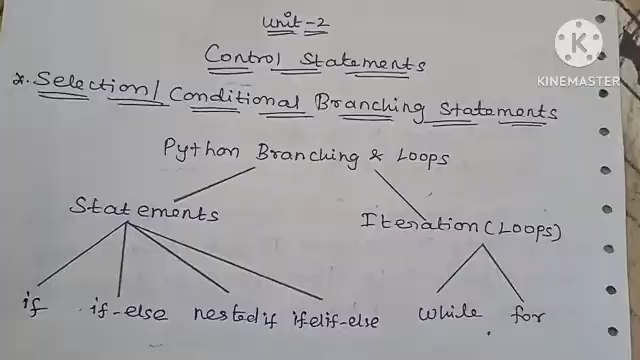 Unit-2
Control Statements
KINEMASTER
*. Selection/ Conditional Branching Statements
Python Branching & Loops
Statements
Iteration (Loops)
if if-else nested if if elif-else while for